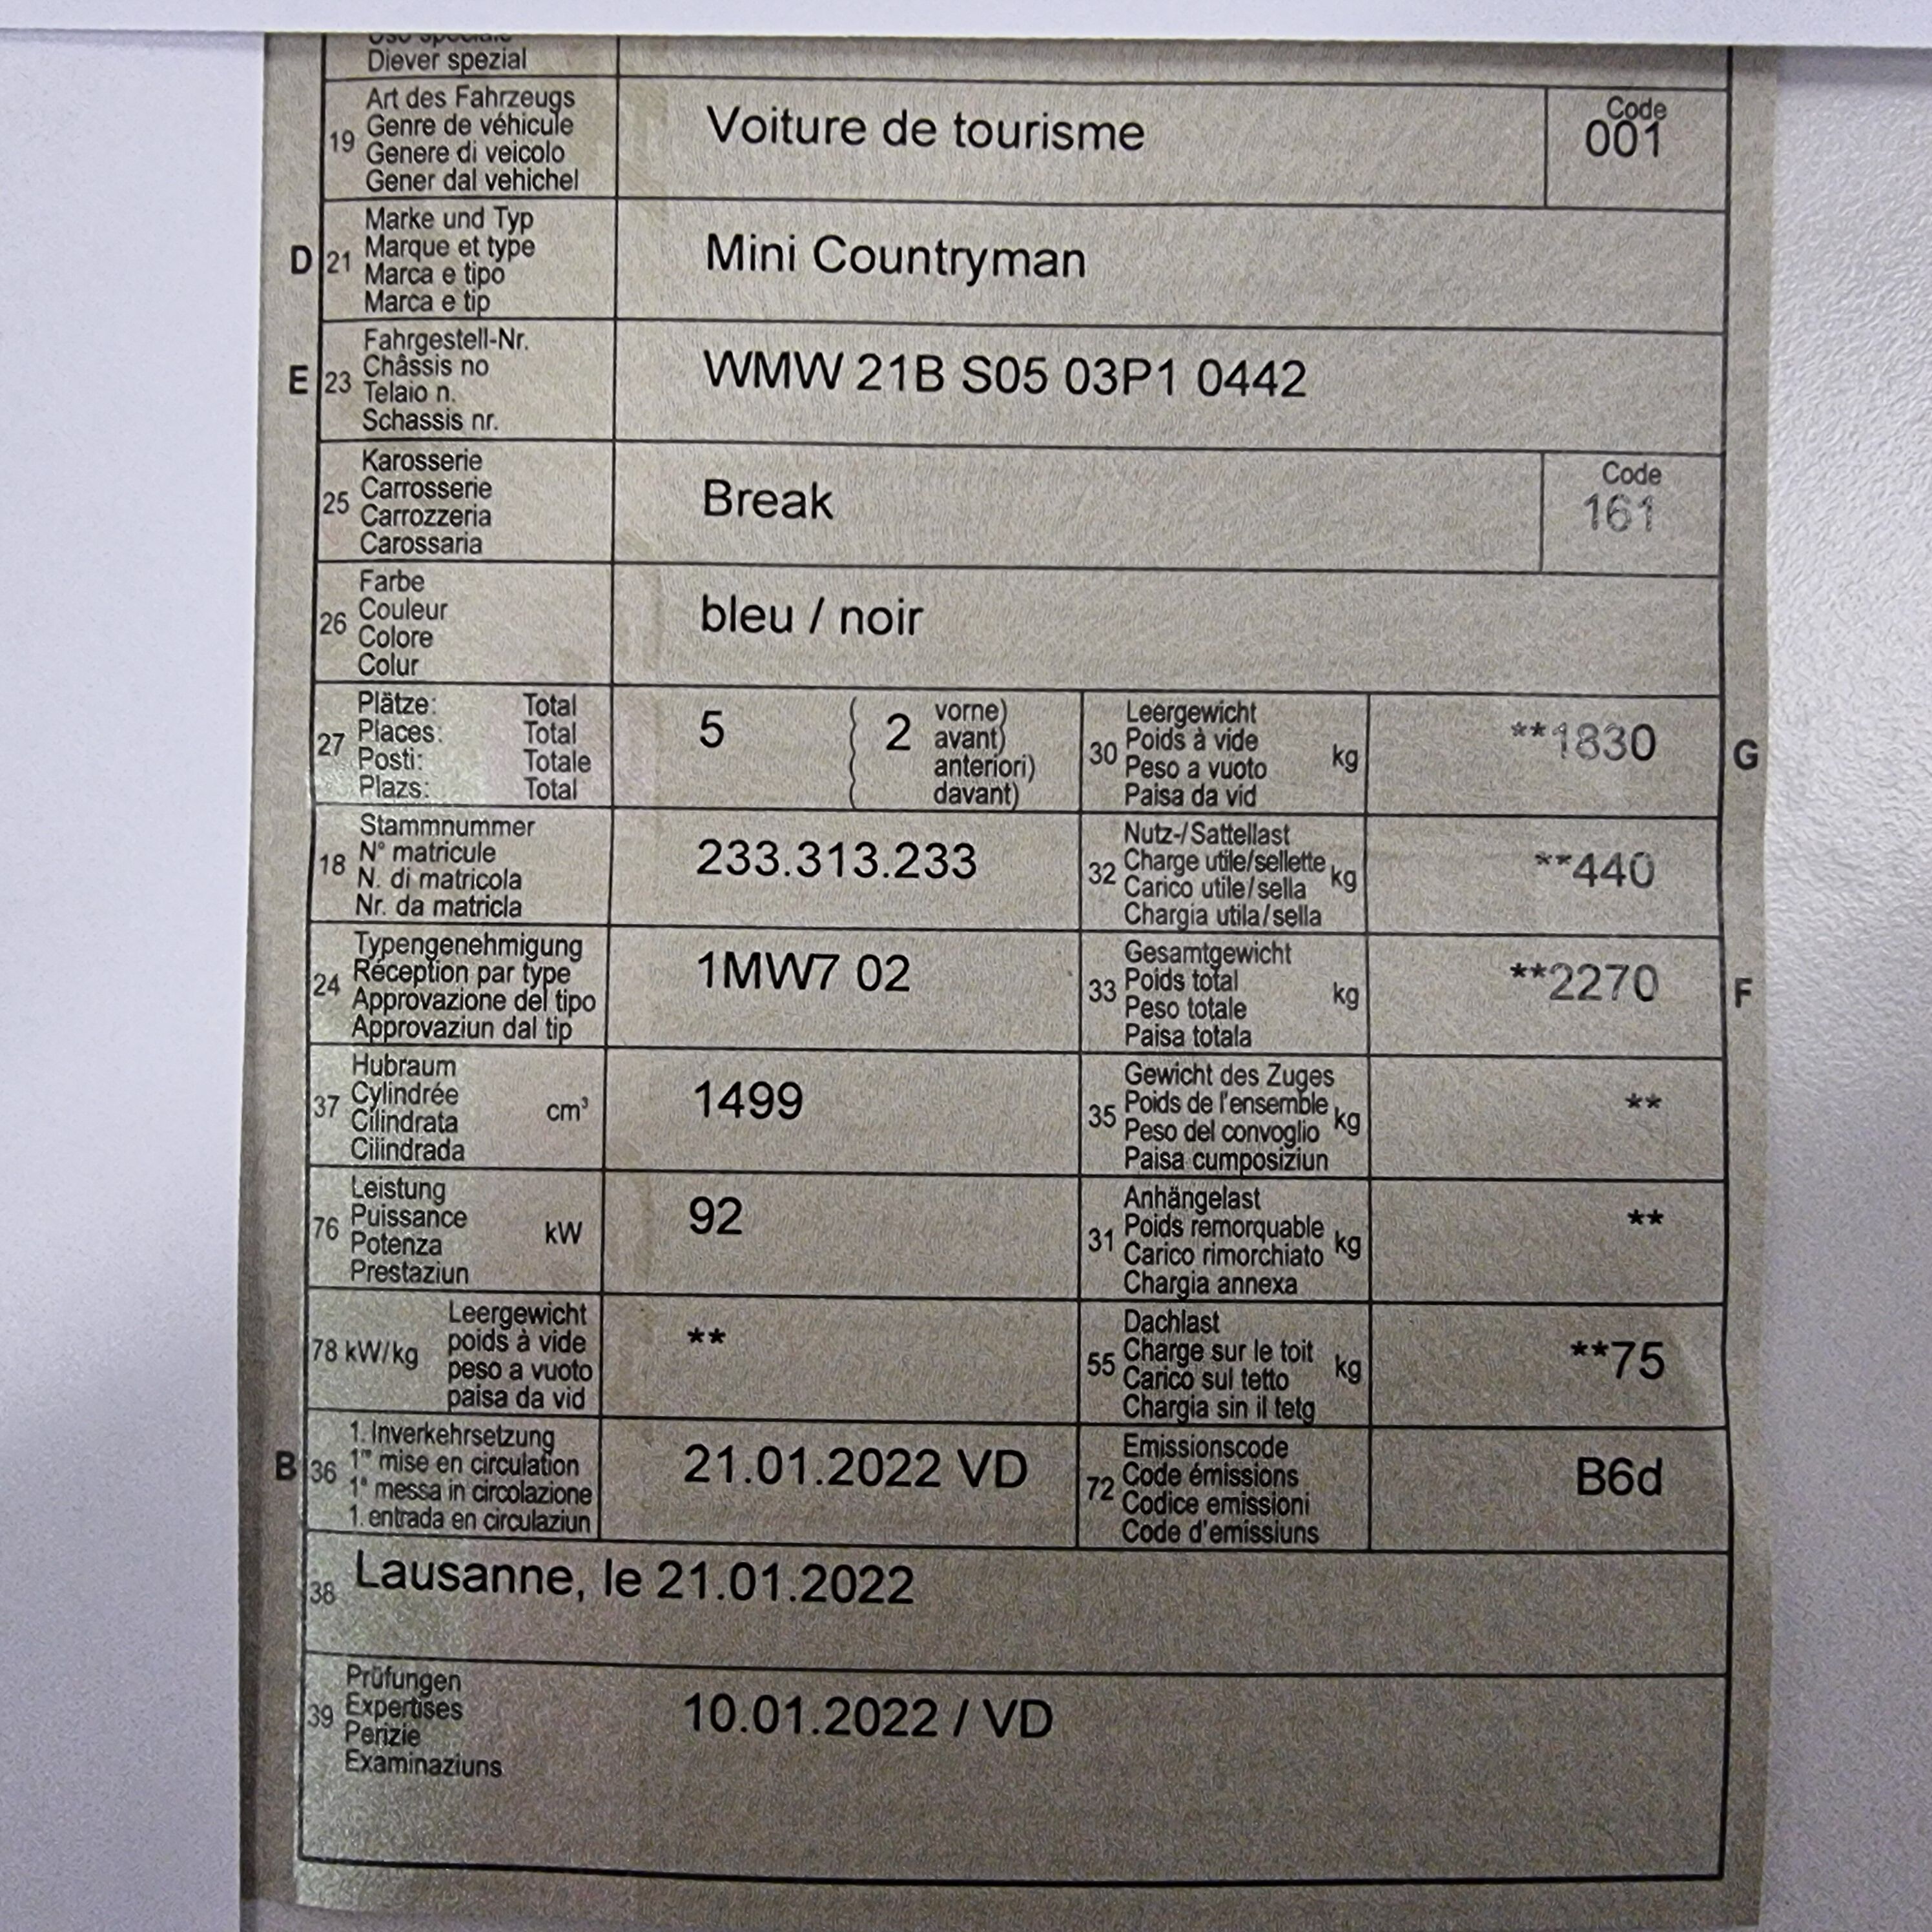 Diever spezial
19 Art des Fahrzeugs
Genre de véhicule
Genere di veicolo
Gener dal vehichel
Voiture de tourisme
Code
001
D 21 Marke und Typ
Marque et type
Marca e tipo
Marca e tip
Mini Countryman
E 23 Fahrgestell-Nr.
Châssis no
Telaio n.
Schassis nr.
WMW 21B S05 03P1 0442
25 Karosserie
Carrosserie
Carrozzeria
Carossaria
Break
Code
161
26 Farbe
Couleur
Colore
Colur
bleu / noir
27 Plätze: Total
Places: Total
Posti: Totale
Plazs: Total
5 ( 2 vorne)
avant)
anteriori)
davant)
30 Leergewicht
Poids à vide
Peso a vuoto
Paisa da vid
kg
**1830
G
18 Stammnummer
N° matricule
N. di matricola
Nr. da matricla
233.313.233
32 Nutz-/Sattellast
Charge utile/sellette
Carico utile/sella
Chargia utila/sella
kg
**440
24 Typengenehmigung
Réception par type
Approvazione del tipo
Approvaziun dal tip
1MW7 02
33 Gesamtgewicht
Poids total
Peso totale
Paisa totala
kg
**2270
F
37 Hubraum
Cylindrée
Cilindrata
Cilindrada
cm³
1499
35 Gewicht des Zuges
Poids de l'ensemble
Peso del convoglio
Paisa cumposiziun
kg
**
76 Leistung
Puissance
Potenza
Prestaziun
kW
92
31 Anhängelast
Poids remorquable
Carico rimorchiato
Chargia annexa
kg
**
78 kW/kg Leergewicht
poids à vide
peso a vuoto
paisa da vid
**
55 Dachlast
Charge sur le toit
Carico sul tetto
Chargia sin il tetg
kg
**75
B 36 1. Inverkehrsetzung
1re mise en circulation
1a messa in circolazione
1. entrada en circulaziun
21.01.2022 VD
72 Emissionscode
Code émissions
Codice emissioni
Code d'emissiuns
B6d
38 Lausanne, le 21.01.2022
39 Prüfungen
Expertises
Perizie
Examinaziuns
10.01.2022 / VD